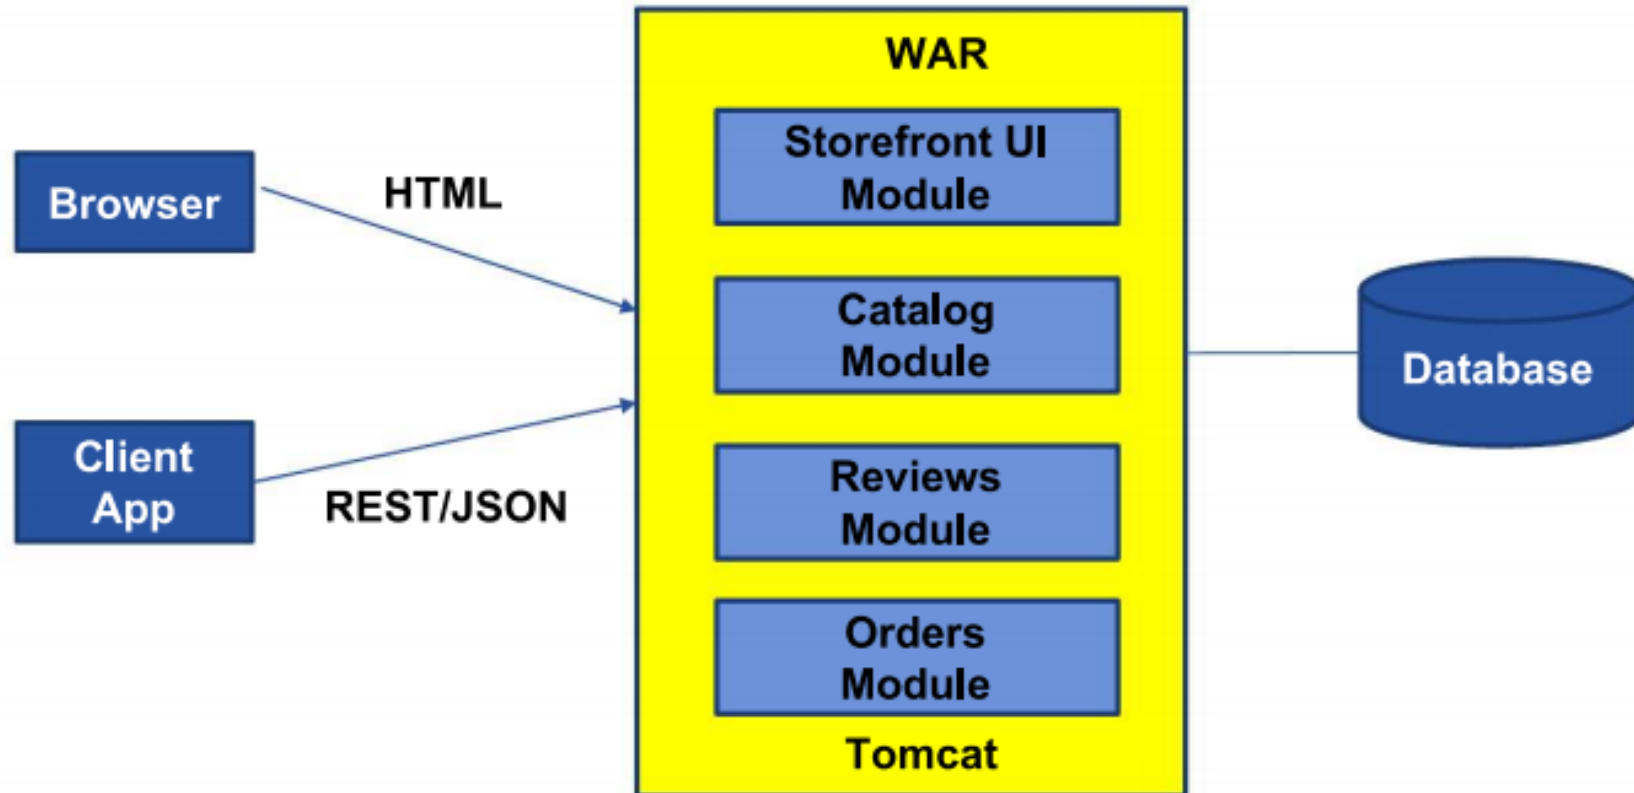 WAR
Storefront UI
Module
Browser
HTML
Catalog
Module
Database
Client
App
REST/JSON
Reviews
Module
Orders
Module
Tomcat